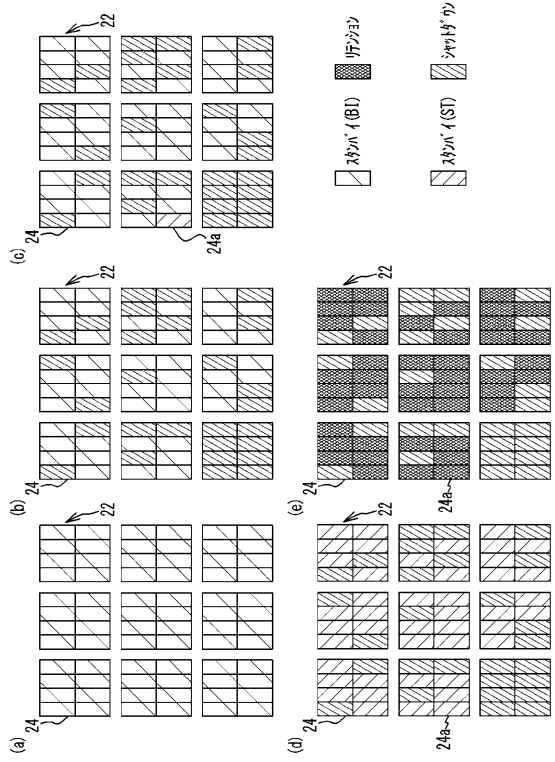 (a)
24
22
(b)
24
22
(c)
24
22
24a
(d)
24
22
24a
(e)
24
22
24a
スタンバイ(BI)
リテンション
スタンバイ(ST)
シャットダウン